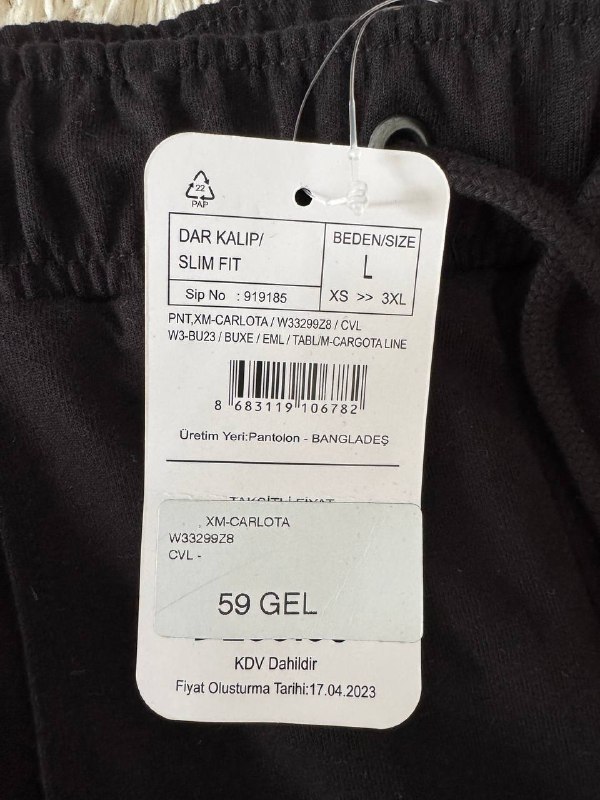 22
PAP
DAR KALIP/
SLIM FIT
BEDEN/SIZE
L
Sip No : 919185
XS >> 3XL
PNT,XM-CARLOTA / W33299Z8 / CVL
W3-BU23 / BUXE / EML / TABL/M-CARGOTA LINE
8 683119 106782
Üretim Yeri:Pantolon - BANGLADEŞ
XM-CARLOTA
W33299Z8
CVL -
59 GEL
KDV Dahildir
Fiyat Olusturma Tarihi:17.04.2023